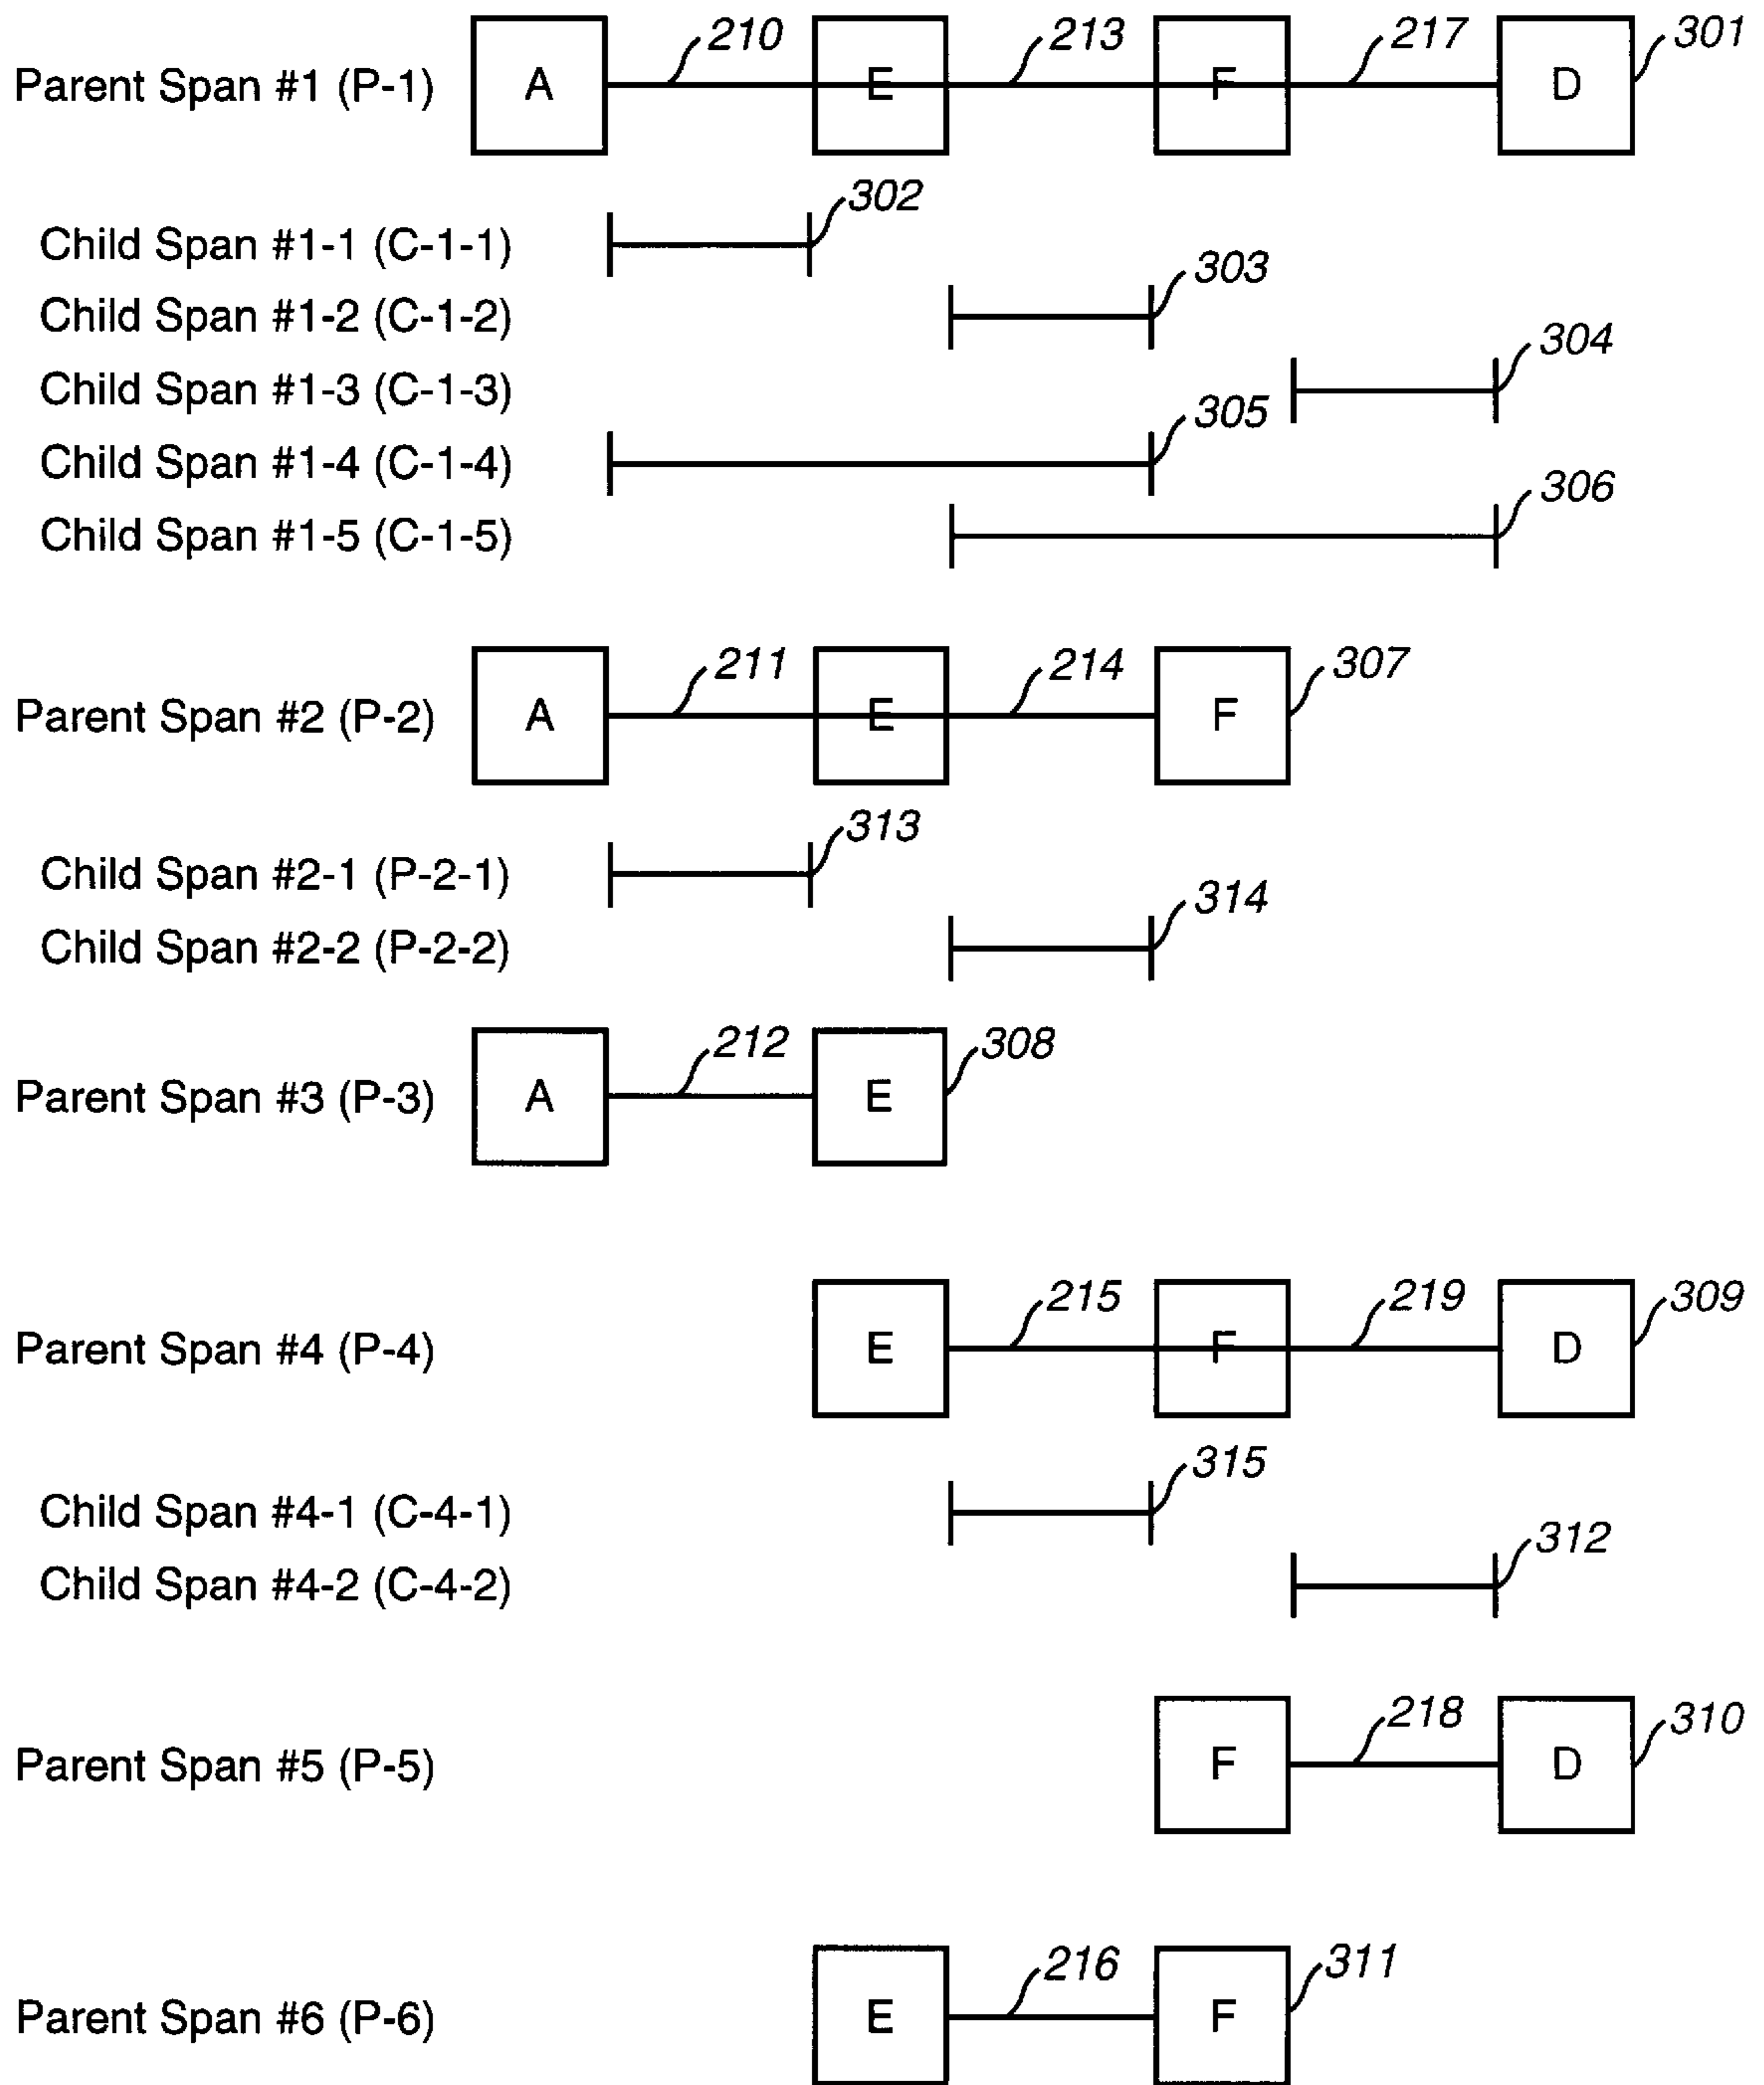 210
213
217
301
Parent Span #1 (P-1)
A
E
F
D
302
Child Span #1-1 (C-1-1)
303
Child Span #1-2 (C-1-2)
304
Child Span #1-3 (C-1-3)
305
Child Span #1-4 (C-1-4)
306
Child Span #1-5 (C-1-5)
211
214
307
Parent Span #2 (P-2)
A
E
F
313
Child Span #2-1 (P-2-1)
314
Child Span #2-2 (P-2-2)
212
308
Parent Span #3 (P-3)
A
E
215
219
309
Parent Span #4 (P-4)
E
F
D
315
Child Span #4-1 (C-4-1)
312
Child Span #4-2 (C-4-2)
218
310
Parent Span #5 (P-5)
F
D
216
311
Parent Span #6 (P-6)
E
F